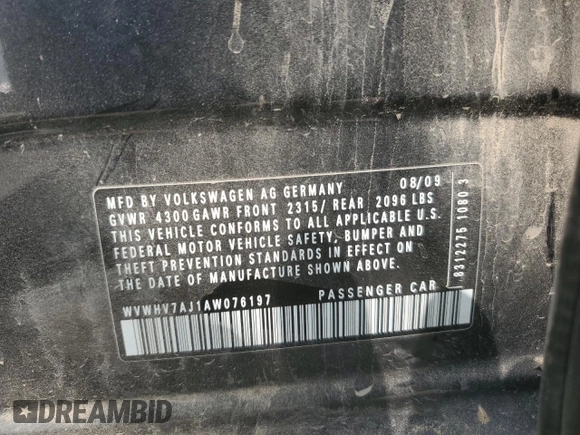 MFD BY VOLKSWAGEN AG GERMANY 08/09
GVWR 4300 GAWR FRONT 2315/ REAR 2096 LBS
THIS VEHICLE CONFORMS TO ALL APPLICABLE U.S.
FEDERAL MOTOR VEHICLE SAFETY, BUMPER AND
THEFT PREVENTION STANDARDS IN EFFECT ON
THE DATE OF MANUFACTURE SHOWN ABOVE.
WVWHV7AJ1AW076197 PASSENGER CAR
8312275 1080 3
DREAMBID